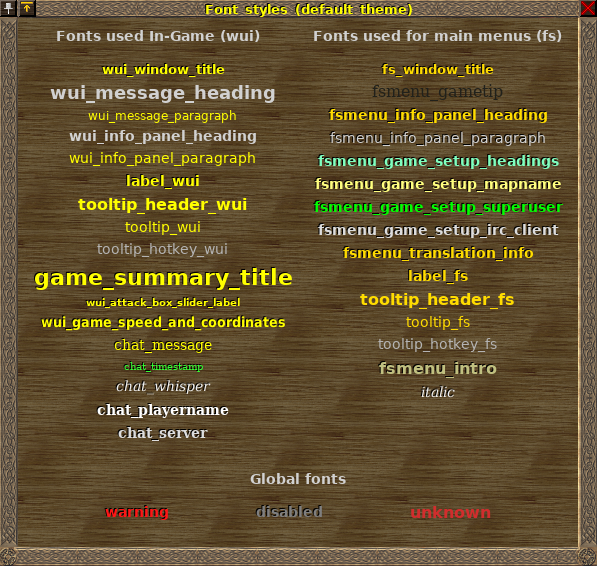 Font styles (default theme)
Fonts used In-Game (wui)
wui_window_title
wui_message_heading
wui_message_paragraph
wui_info_panel_heading
wui_info_panel_paragraph
label_wui
tooltip_header_wui
tooltip_wui
tooltip_hotkey_wui
game_summary_title
wui_attack_box_slider_label
wui_game_speed_and_coordinates
chat_message
chat_timestamp
chat_whisper
chat_playername
chat_server
Fonts used for main menus (fs)
fs_window_title
fsmenu_gametip
fsmenu_info_panel_heading
fsmenu_info_panel_paragraph
fsmenu_game_setup_headings
fsmenu_game_setup_mapname
fsmenu_game_setup_superuser
fsmenu_game_setup_irc_client
fsmenu_translation_info
label_fs
tooltip_header_fs
tooltip_fs
tooltip_hotkey_fs
fsmenu_intro
italic
Global fonts
warning
disabled
unknown